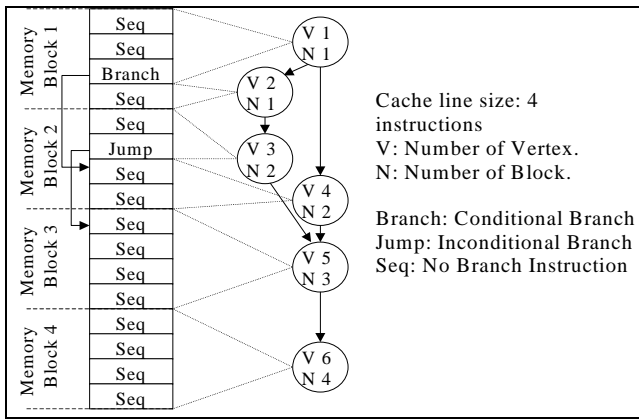 Memory
Block 1
Memory
Block 2
Memory
Block 3
Memory
Block 4
Seq
Seq
Branch
Seq
Seq
Jump
Seq
Seq
Seq
Seq
Seq
Seq
Seq
Seq
Seq
Seq
V 1
N 1
V 2
N 1
V 3
N 2
V 4
N 2
V 5
N 3
V 6
N 4
Cache line size: 4
instructions
V: Number of Vertex.
N: Number of Block.
Branch: Conditional Branch
Jump: Inconditional Branch
Seq: No Branch Instruction